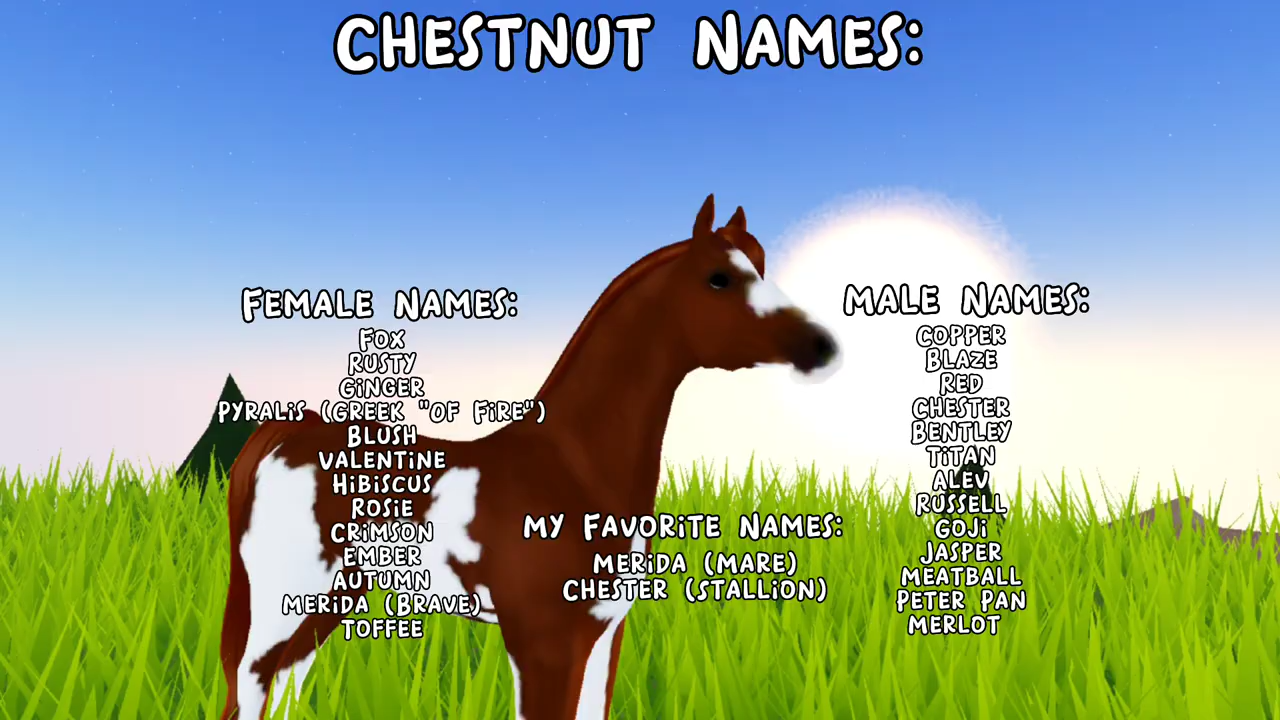 CHESTNUT NAMES:
FEMALE NAMES:
FOX
RUSTY
GINGER
PYRALIS (GREEK "OF FIRE")
BLUSH
VALENTINE
HIBISCUS
ROSIE
CRIMSON
EMBER
AUTUMN
MERIDA (BRAVE)
TOFFEE
MY FAVORITE NAMES:
MERIDA (MARE)
CHESTER (STALLION)
MALE NAMES:
COPPER
BLAZE
RED
CHESTER
BENTLEY
TITAN
ALEV
RUSSELL
GOJI
JASPER
MEATBALL
PETER PAN
MERLOT